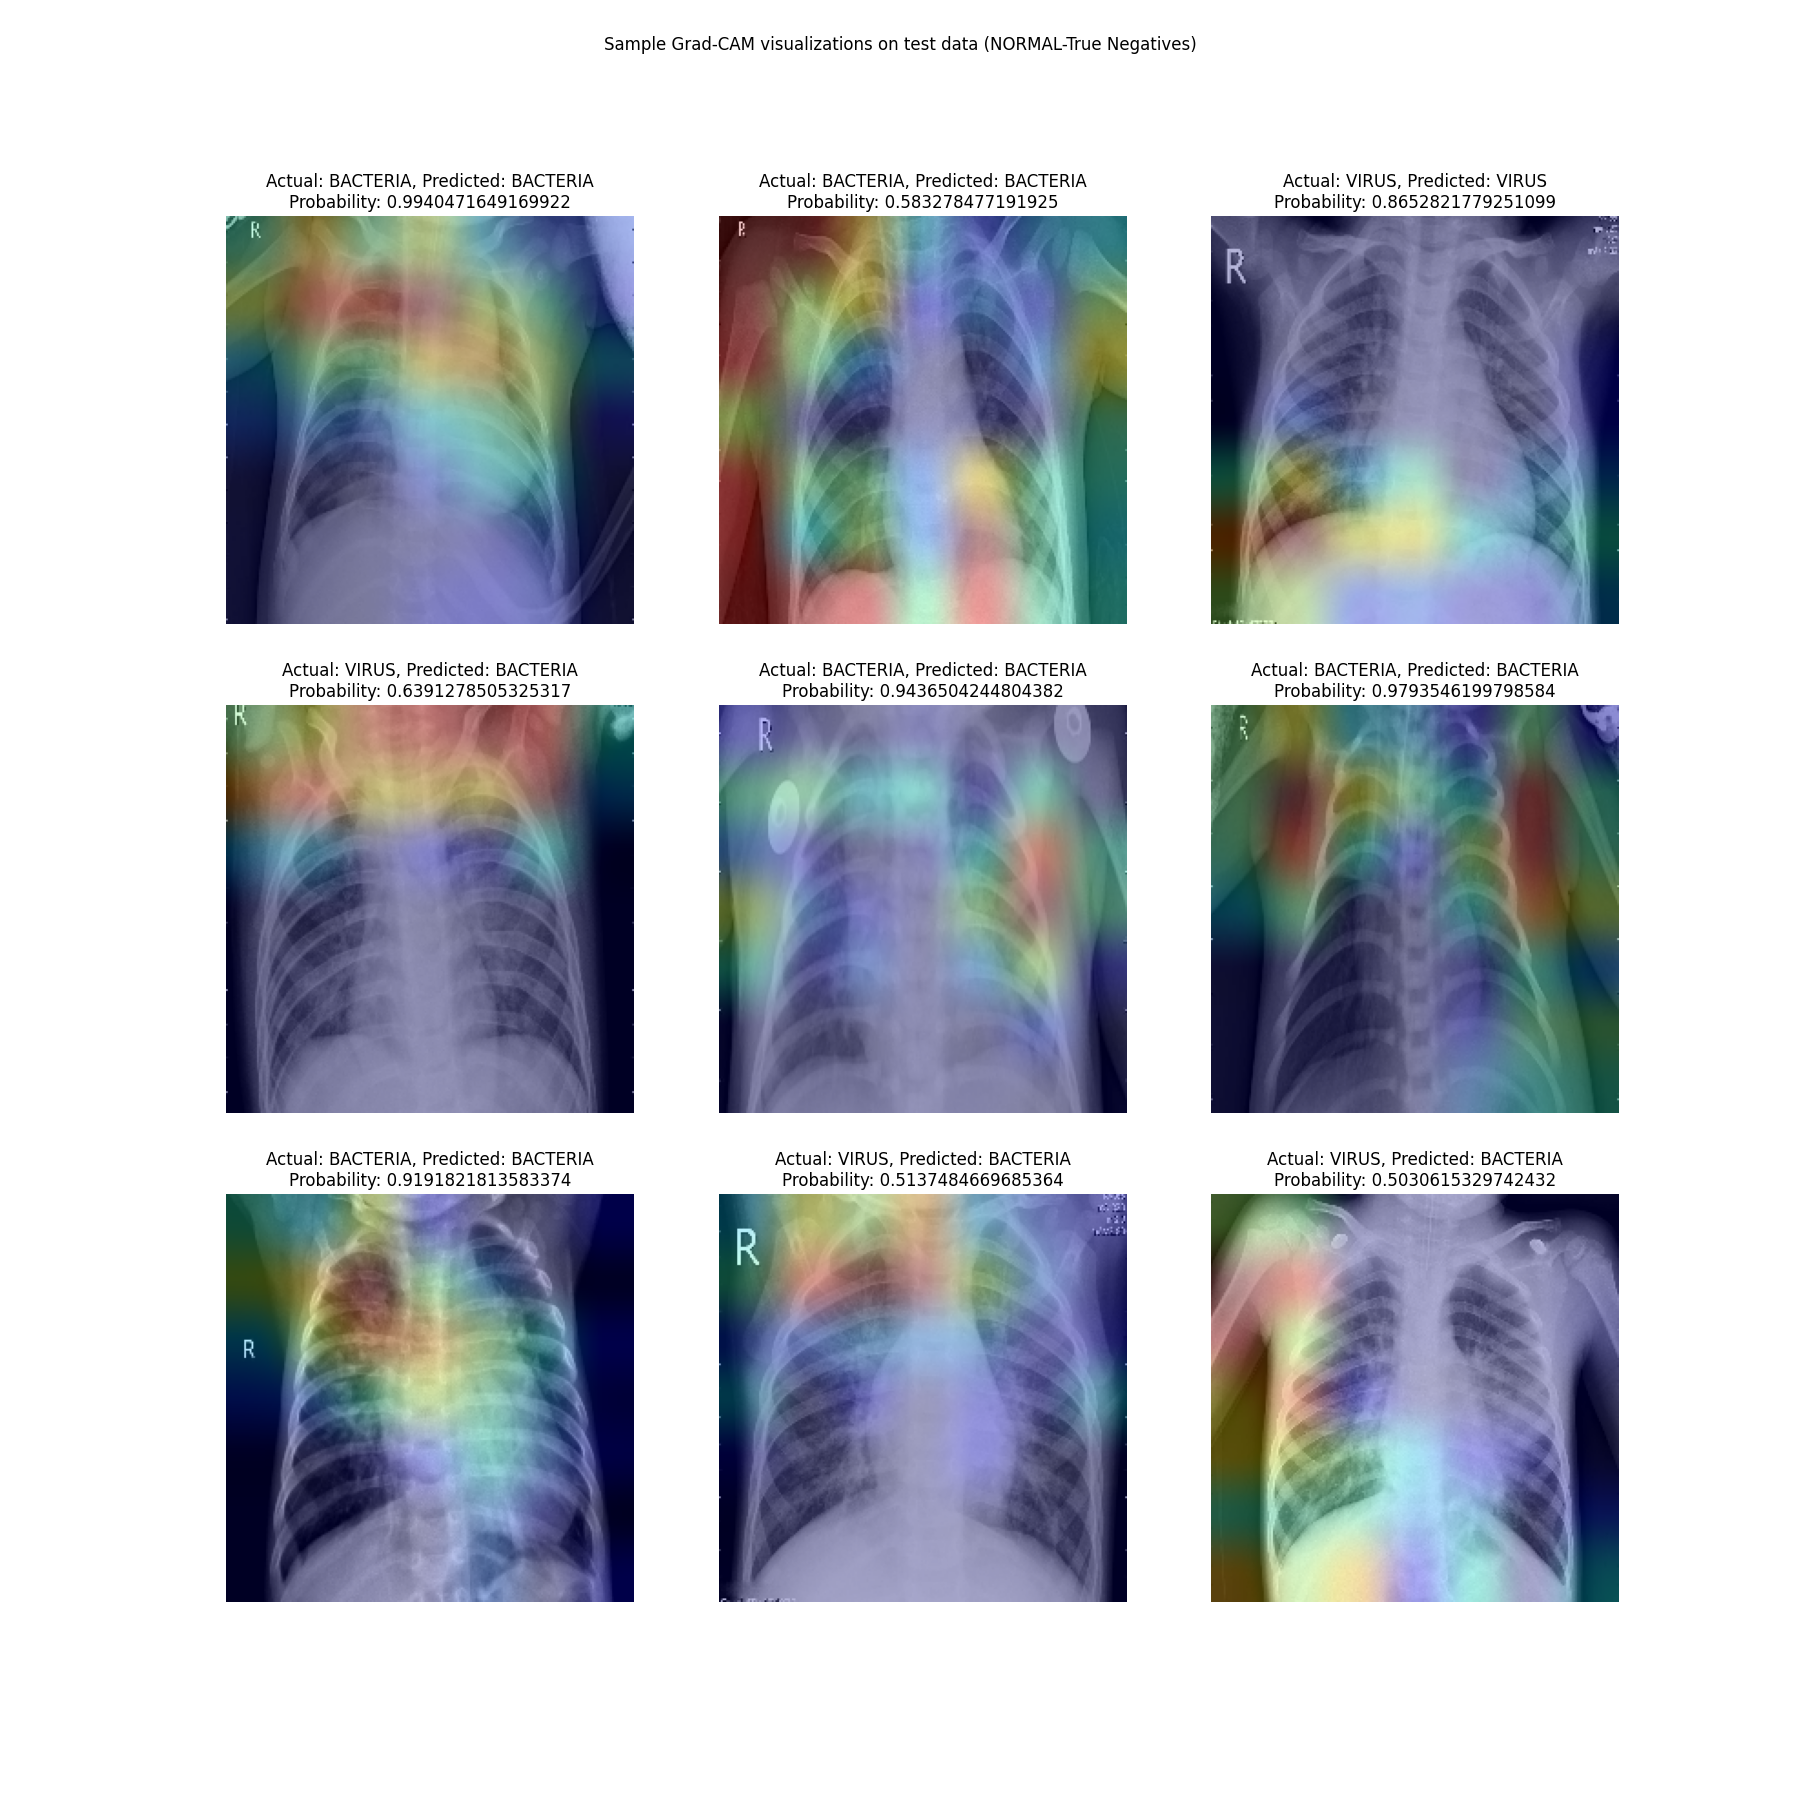 Sample Grad-CAM visualizations on test data (NORMAL-True Negatives)
Actual: BACTERIA, Predicted: BACTERIA
Probability: 0.9940471649169922
R
Actual: BACTERIA, Predicted: BACTERIA
Probability: 0.583278477191925
R
Actual: VIRUS, Predicted: VIRUS
Probability: 0.8652821779251099
R
Actual: VIRUS, Predicted: BACTERIA
Probability: 0.6391278505325317
R
Actual: BACTERIA, Predicted: BACTERIA
Probability: 0.9436504244804382
R
Actual: BACTERIA, Predicted: BACTERIA
Probability: 0.9793546199798584
R
Actual: BACTERIA, Predicted: BACTERIA
Probability: 0.9191821813583374
R
Actual: VIRUS, Predicted: BACTERIA
Probability: 0.5137484669685364
R
Actual: VIRUS, Predicted: BACTERIA
Probability: 0.5030615329742432